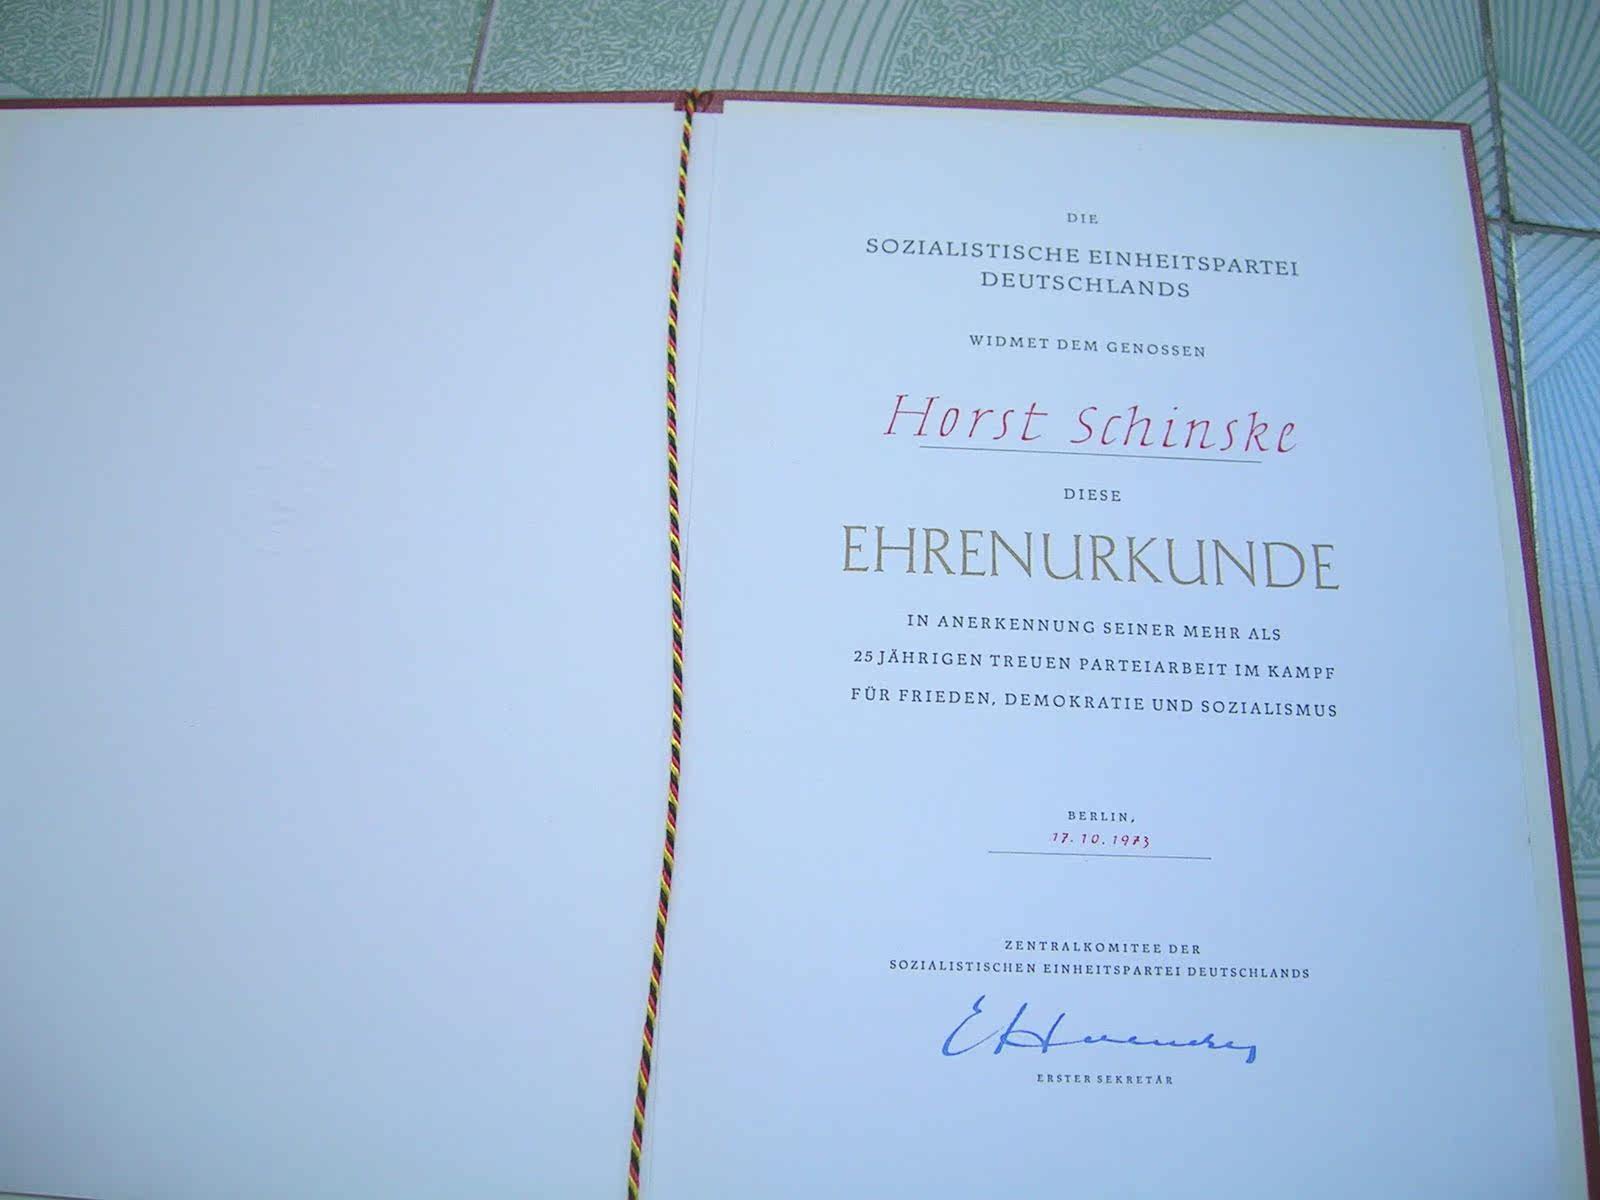 DIE
SOZIALISTISCHE EINHEITSPARTEI
DEUTSCHLANDS
WIDMET DEM GENOSSEN
Horst Schinske
DIESE
EHRENURKUNDE
IN ANERKENNUNG SEINER MEHR ALS
25 JÄHRIGEN TREUEN PARTEIARBEIT IM KAMPF
FÜR FRIEDEN, DEMOKRATIE UND SOZIALISMUS
BERLIN,
17.10.1973
ZENTRALKOMITEE DER
SOZIALISTISCHEN EINHEITSPARTEI DEUTSCHLANDS
ERSTER SEKRETÄR